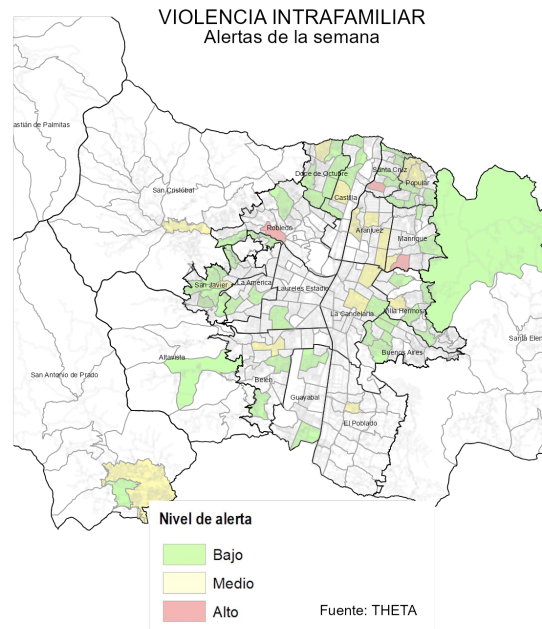 VIOLENCIA INTRAFAMILIAR
Alertas de la semana
astián de Palmitas
San Cristóbal
Doce de Octubre
Santa Cruz
Popular
Castilla
Robledo
Aranjuez
Manrique
San Javier
La América
Laureles Estadio
La Candelaria
Villa Hermosa
Santa Elen
Buenos Aires
Altavista
San Antonio de Prado
Belén
Guayabal
El Poblado
Nivel de alerta
Bajo
Medio
Alto
Fuente: THETA